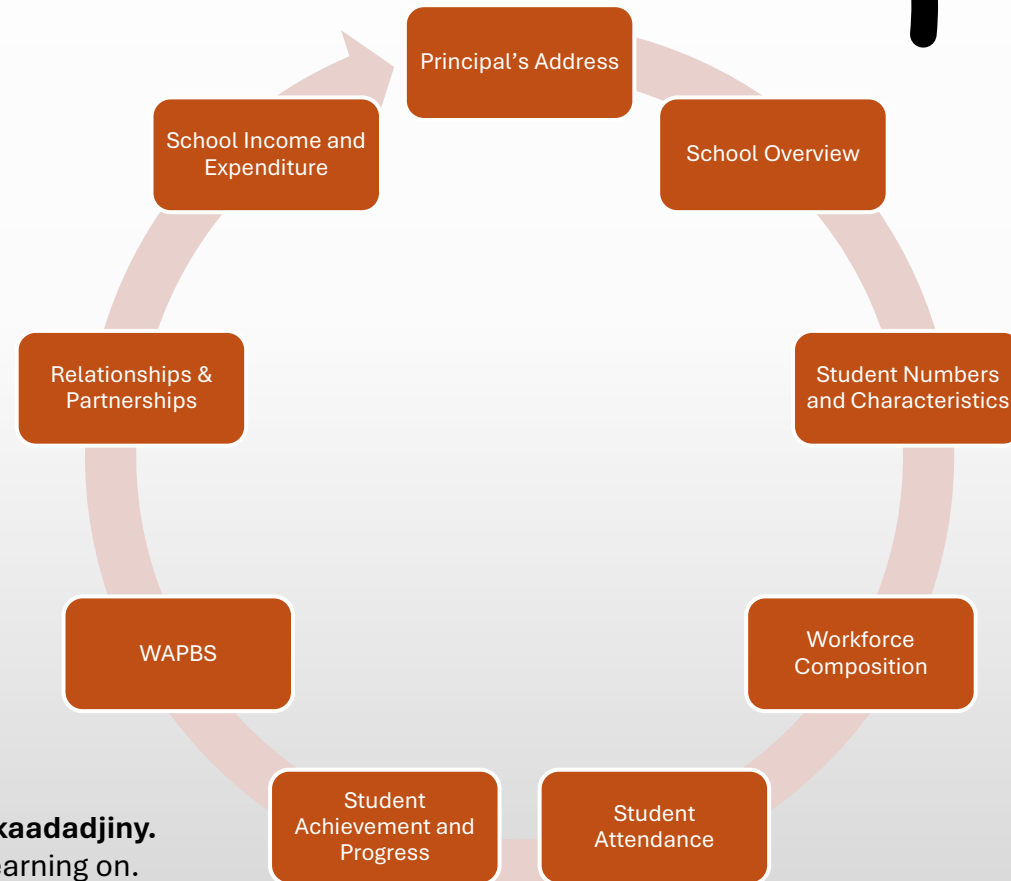 Principal's Address
School Overview
Student Numbers
and Characteristics
Workforce
Composition
Student
Attendance
Student
Achievement and
Progress
WAPBS
Relationships &
Partnerships
School Income and
Expenditure
kaadadjiny.
earning on.